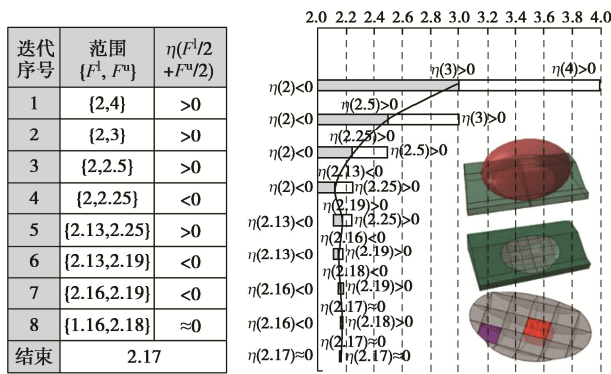 迭代序号 范围{Fˡ, Fᵘ} η(Fˡ/2+Fᵘ/2)
1 {2,4} >0
2 {2,3} >0
3 {2,2.5} >0
4 {2,2.25} <0
5 {2.13,2.25} >0
6 {2.13,2.19} <0
7 {2.16,2.19} <0
8 {1.16,2.18} ≈0
结束 2.17
2.0 2.2 2.4 2.6 2.8 3.0 3.2 3.4 3.6 3.8 4.0
η(3)>0 η(4)>0
η(2)<0
η(2.5)>0
η(2)<0 η(3)>0
η(2.25)>0
η(2)<0 η(2.5)>0
η(2.13)<0
η(2)<0 η(2.25)>0
η(2.19)>0
η(2.13)<0 η(2.25)>0
η(2.16)<0
η(2.13)<0 η(2.19)>0
η(2.18)<0
η(2.16)<0 η(2.19)>0
η(2.17)≈0
η(2.16)<0 η(2.18)>0
η(2.17)≈0
η(2.17)≈0 η(2.17)≈0